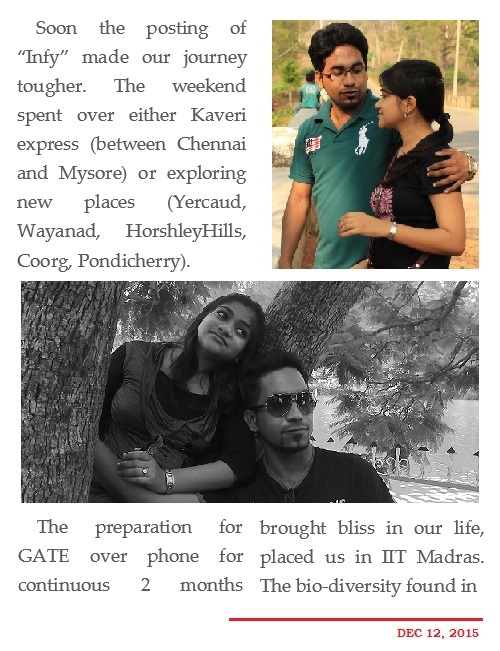 Soon the posting of
“Infy” made our journey
tougher. The weekend
spent over either Kaveri
express (between Chennai
and Mysore) or exploring
new places (Yercaud,
Wayanad, HorshleyHills,
Coorg, Pondicherry).
The preparation for
GATE over phone for
continuous 2 months
brought bliss in our life,
placed us in IIT Madras.
The bio-diversity found in
DEC 12, 2015